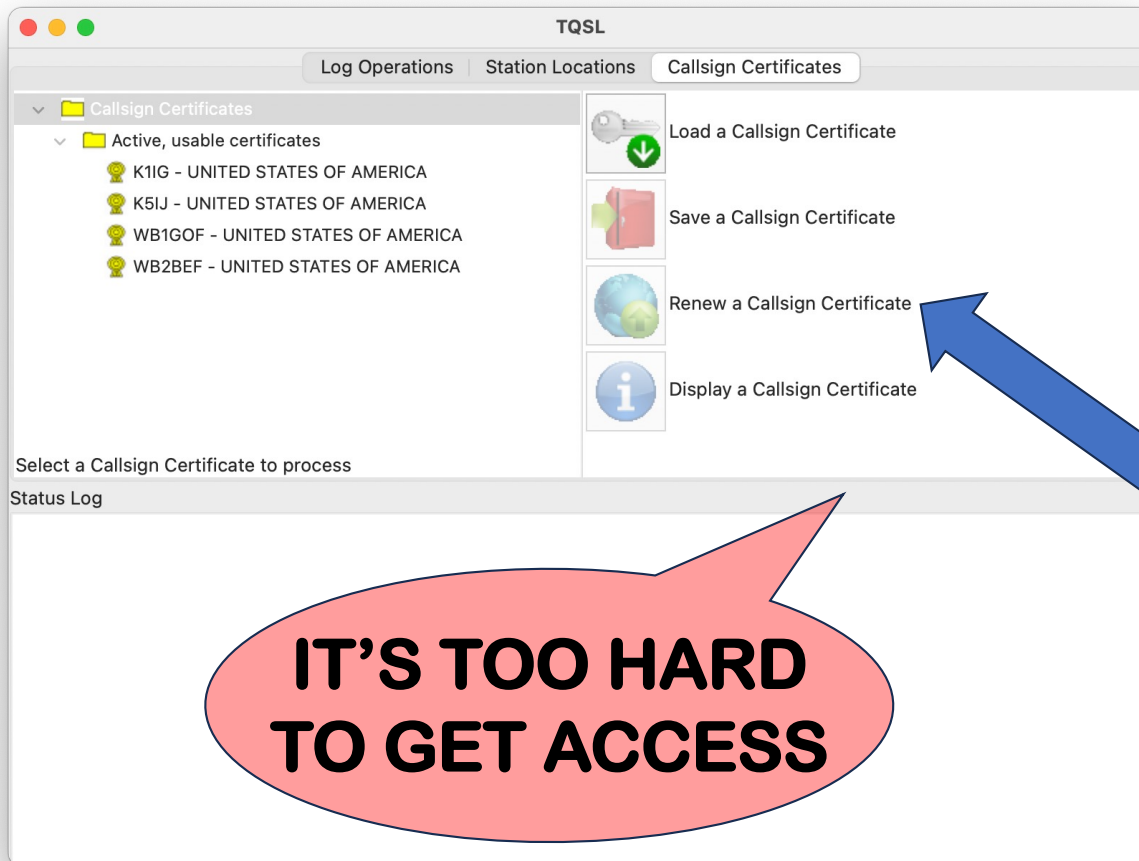 TQSL
Log Operations
Station Locations
Callsign Certificates
Callsign Certificates
Active, usable certificates
K1IG - UNITED STATES OF AMERICA
K5IJ - UNITED STATES OF AMERICA
WB1GOF - UNITED STATES OF AMERICA
WB2BEF - UNITED STATES OF AMERICA
Select a Callsign Certificate to process
Load a Callsign Certificate
Save a Callsign Certificate
Renew a Callsign Certificate
Display a Callsign Certificate
Status Log
IT’S TOO HARD
TO GET ACCESS